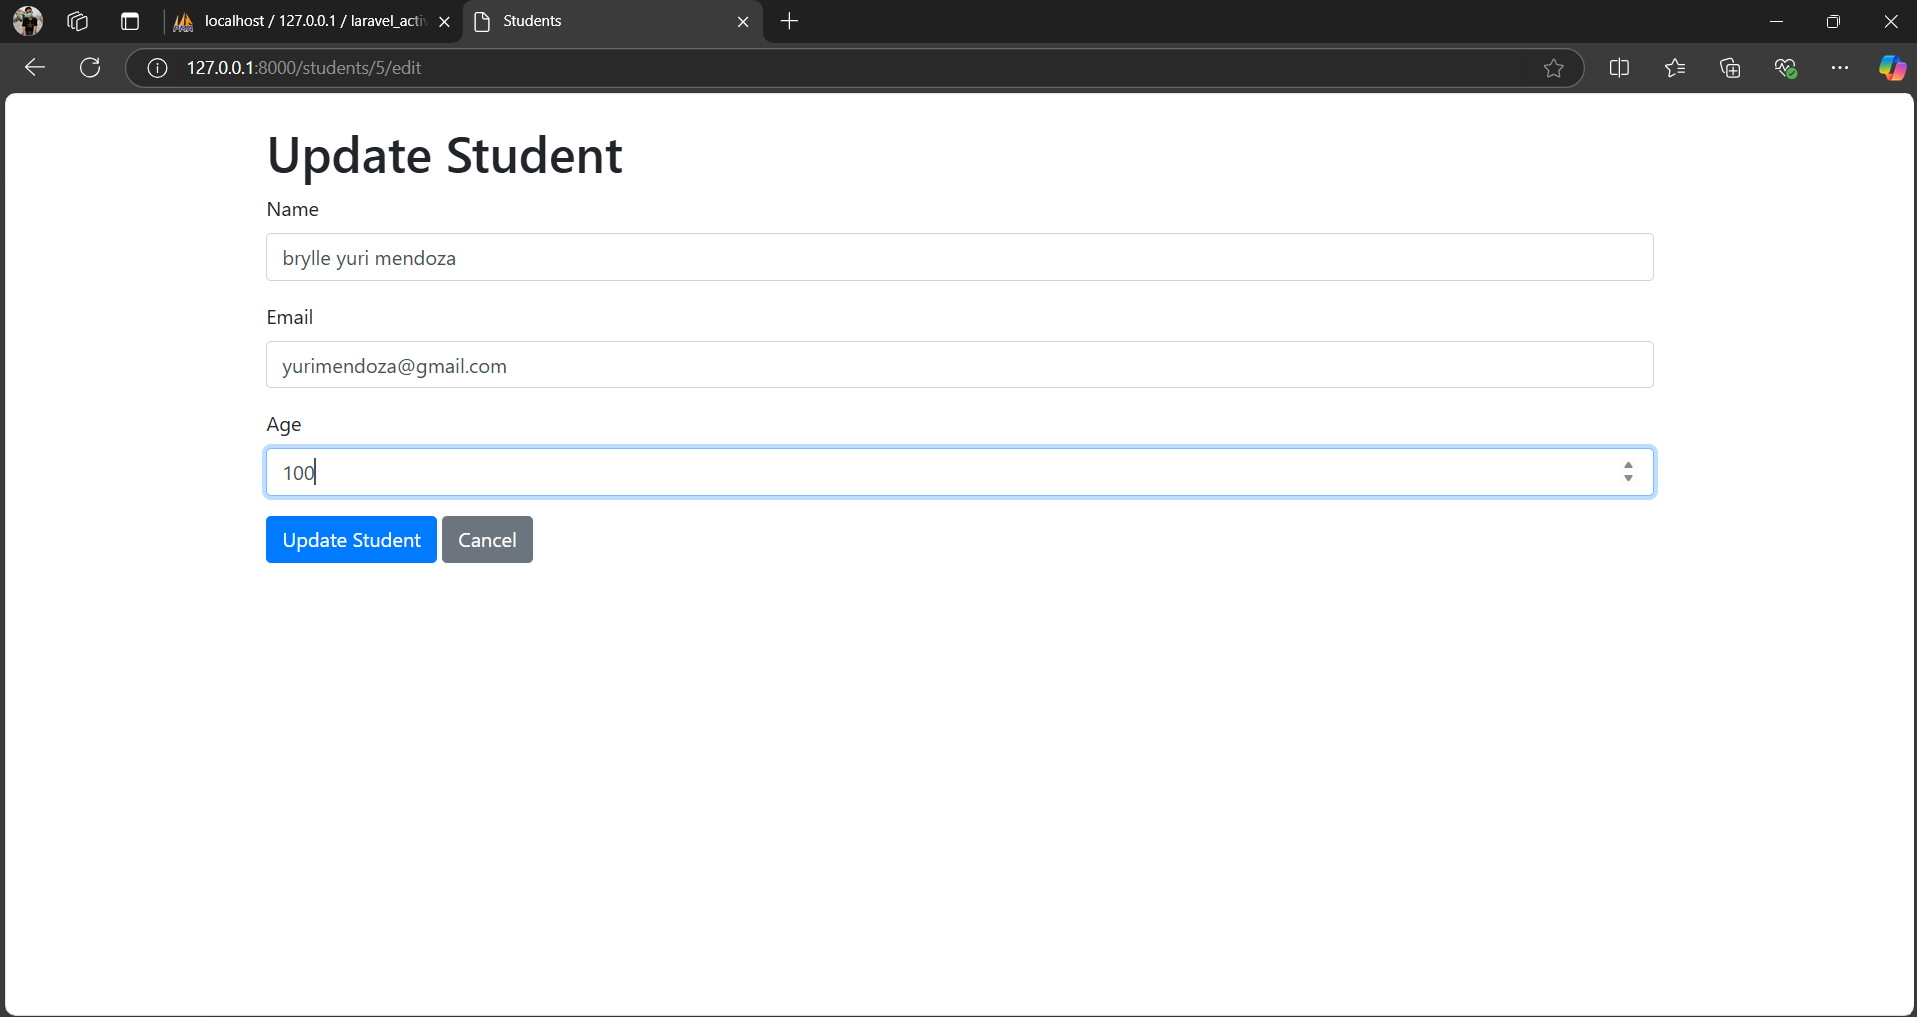 localhost / 127.0.0.1 / laravel_acti
Students
127.0.0.1:8000/students/5/edit
Update Student
Name
brylle yuri mendoza
Email
yurimendoza@gmail.com
Age
100
Update Student Cancel